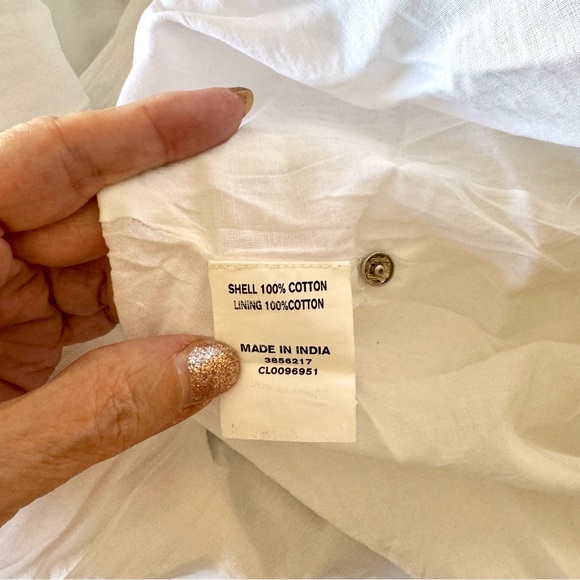 SHELL 100% COTTON
LINING 100%COTTON
MADE IN INDIA
3856217
CL0096951